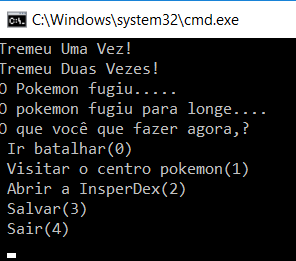 C:\Windows\system32\cmd.exe
Tremeu Uma Vez!
Tremeu Duas Vezes!
O Pokemon fugiu.....
O pokemon fugiu para longe....
O que você que fazer agora,?
Ir batalhar(0)
Visitar o centro pokemon(1)
Abrir a InsperDex(2)
Salvar(3)
Sair(4)